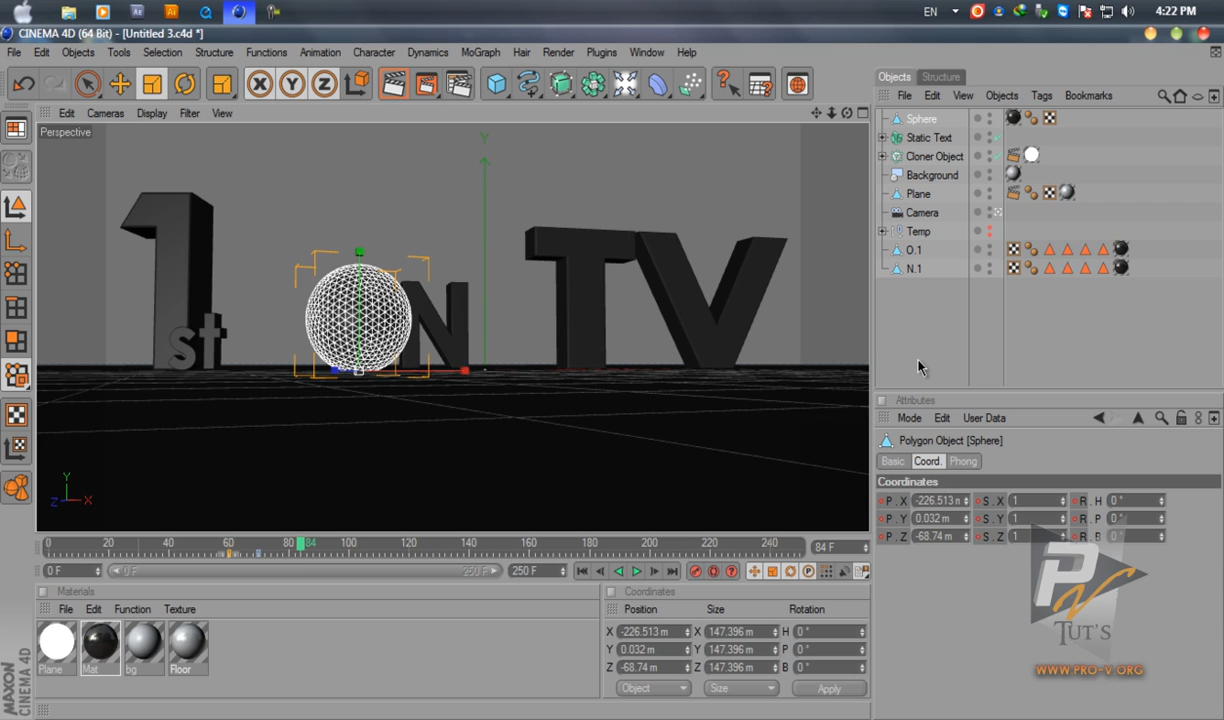 EN
4:22 PM
CINEMA 4D (64 Bit) - [Untitled 3.c4d *]
File Edit Objects Tools Selection Structure Functions Animation Character Dynamics MoGraph Hair Render Plugins Window Help
X Y Z
Objects Structure
File Edit View Objects Tags Bookmarks
Edit Cameras Display Filter View
Perspective
Sphere
Static Text
Cloner Object
Background
Plane
Camera
Temp
O.1
N.1
Y
1 st N TV
Y
Z X
Attributes
Mode Edit User Data
Polygon Object [Sphere]
Basic Coord. Phong
Coordinates
P . X -226.513 m S . X 1 R . H 0 °
P . Y 0.032 m S . Y 1 R . P 0 °
P . Z -68.74 m S . Z 1 R . B 0 °
0 20 40 60 80 84 100 120 140 160 180 200 220 240
84 F
0 F 0 F 250 F 250 F
Materials
File Edit Function Texture
Plane Mat bg Floor
Coordinates
Position Size Rotation
X -226.513 m X 147.396 m H 0 °
Y 0.032 m Y 147.396 m P 0 °
Z -68.74 m Z 147.396 m B 0 °
Object Size Apply
MAXON
CINEMA 4D
PV
TUT'S
WWW.PRO-V.ORG